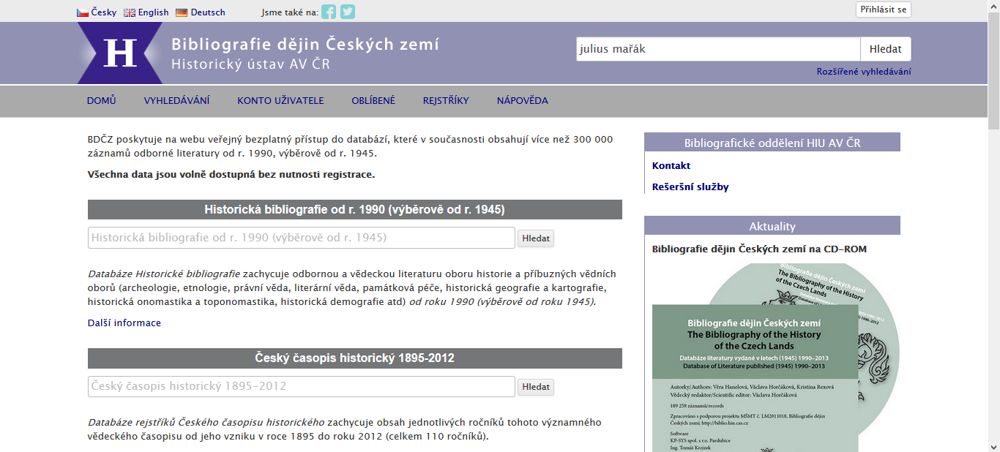 Česky English Deutsch Jsme také na: Přihlásit se
H
Bibliografie dějin Českých zemí
Historický ústav AV ČR
julius mařák Hledat
Rozšířené vyhledávání
DOMŮ VYHLEDÁVÁNÍ KONTO UŽIVATELE OBLÍBENÉ REJSTŘÍKY NÁPOVĚDA
BDČZ poskytuje na webu veřejný bezplatný přístup do databází, které v současnosti obsahují více než 300 000
záznamů odborné literatury od r. 1990, výběrově od r. 1945.
Všechna data jsou volně dostupná bez nutnosti registrace.
Historická bibliografie od r. 1990 (výběrově od r. 1945)
Historická bibliografie od r. 1990 (výběrově od r. 1945) Hledat
Databáze Historické bibliografie zachycuje odbornou a vědeckou literaturu oboru historie a příbuzných vědních
oborů (archeologie, etnologie, právní věda, literární věda, památková péče, historická geografie a kartografie,
historická onomastika a toponomastika, historická demografie atd) od roku 1990 (výběrově od roku 1945).
Další informace
Český časopis historický 1895-2012
Český časopis historický 1895-2012 Hledat
Databáze rejstříků Českého časopisu historického zachycuje obsah jednotlivých ročníků tohoto významného
vědeckého časopisu od jeho vzniku v roce 1895 do roku 2012 (celkem 110 ročníků).
Bibliografické oddělení HIU AV ČR
Kontakt
Rešeršní služby
Aktuality
Bibliografie dějin Českých zemí na CD-ROM
Bibliografie dějin Českých zemí
The Bibliography of the History
of the Czech Lands
Bibliografie dějin Českých zemí
The Bibliography of the History
of the Czech Lands
Databáze literatury vydané v letech (1945) 1990–2013
Database of Literature published (1945) 1990–2013
Autorky/Authors: Věra Hanelová, Václava Horčáková, Kristina Rexová
Vědecký redaktor/Scientific editor: Václava Horčáková
189 258 záznamů/records
Zpracováno s podporou projektu MŠMT č. LM2011018, Bibliografie dějin
Českých zemí; http://biblio.hiu.cas.cz
Software
KP-SYS spol. s r.o. Pardubice
Ing. Tomáš Krejzek